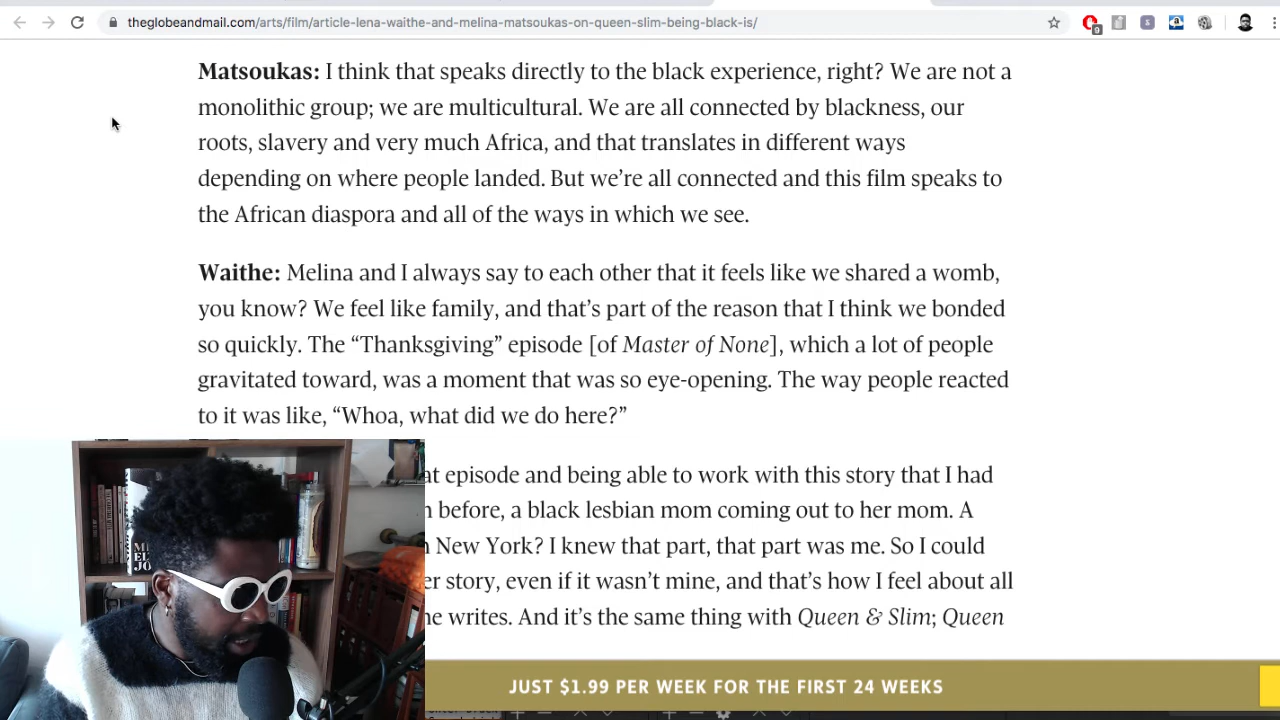 theglobeandmail.com/arts/film/article-lena-waithe-and-melina-matsoukas-on-queen-slim-being-black-is/
9
Matsoukas: I think that speaks directly to the black experience, right? We are not a
monolithic group; we are multicultural. We are all connected by blackness, our
roots, slavery and very much Africa, and that translates in different ways
depending on where people landed. But we’re all connected and this film speaks to
the African diaspora and all of the ways in which we see.
Waithe: Melina and I always say to each other that it feels like we shared a womb,
you know? We feel like family, and that’s part of the reason that I think we bonded
so quickly. The “Thanksgiving” episode [of Master of None], which a lot of people
gravitated toward, was a moment that was so eye-opening. The way people reacted
to it was like, “Whoa, what did we do here?”
at episode and being able to work with this story that I had
before, a black lesbian mom coming out to her mom. A
New York? I knew that part, that part was me. So I could
er story, even if it wasn’t mine, and that’s how I feel about all
he writes. And it’s the same thing with Queen & Slim; Queen
JUST $1.99 PER WEEK FOR THE FIRST 24 WEEKS